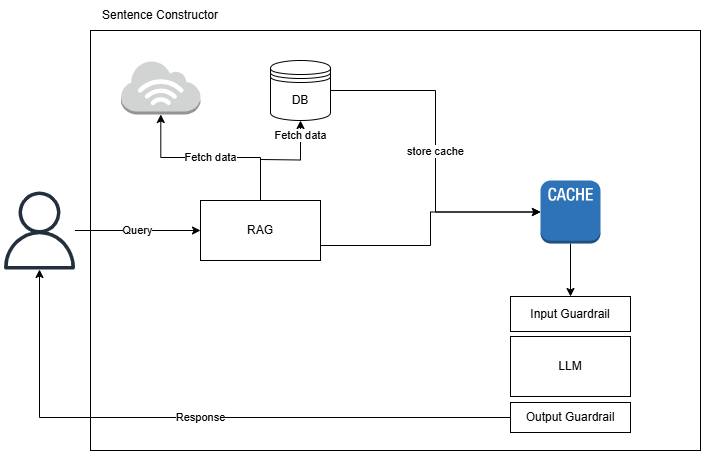 Sentence Constructor
DB
Fetch data
Fetch data
store cache
CACHE
Query
RAG
Input Guardrail
LLM
Response
Output Guardrail